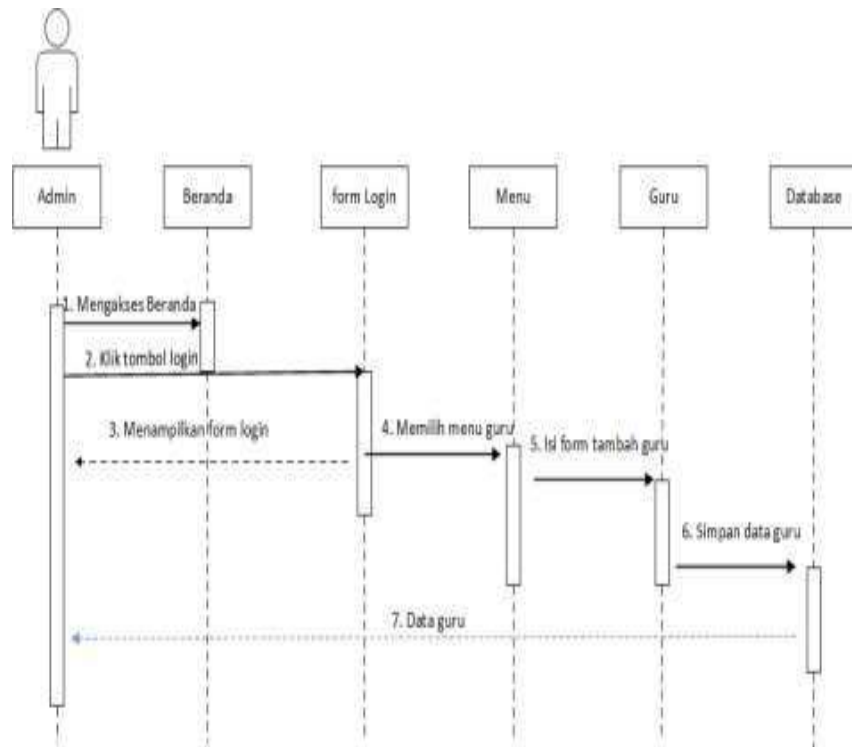 Admin
Beranda
form Login
Menu
Guru
Database
1. Mengakses Beranda
2. Klik tombol login
3. Menampilkan form login
4. Memilih menu guru
5. Isi form tambah guru
6. Simpan data guru
7. Data guru